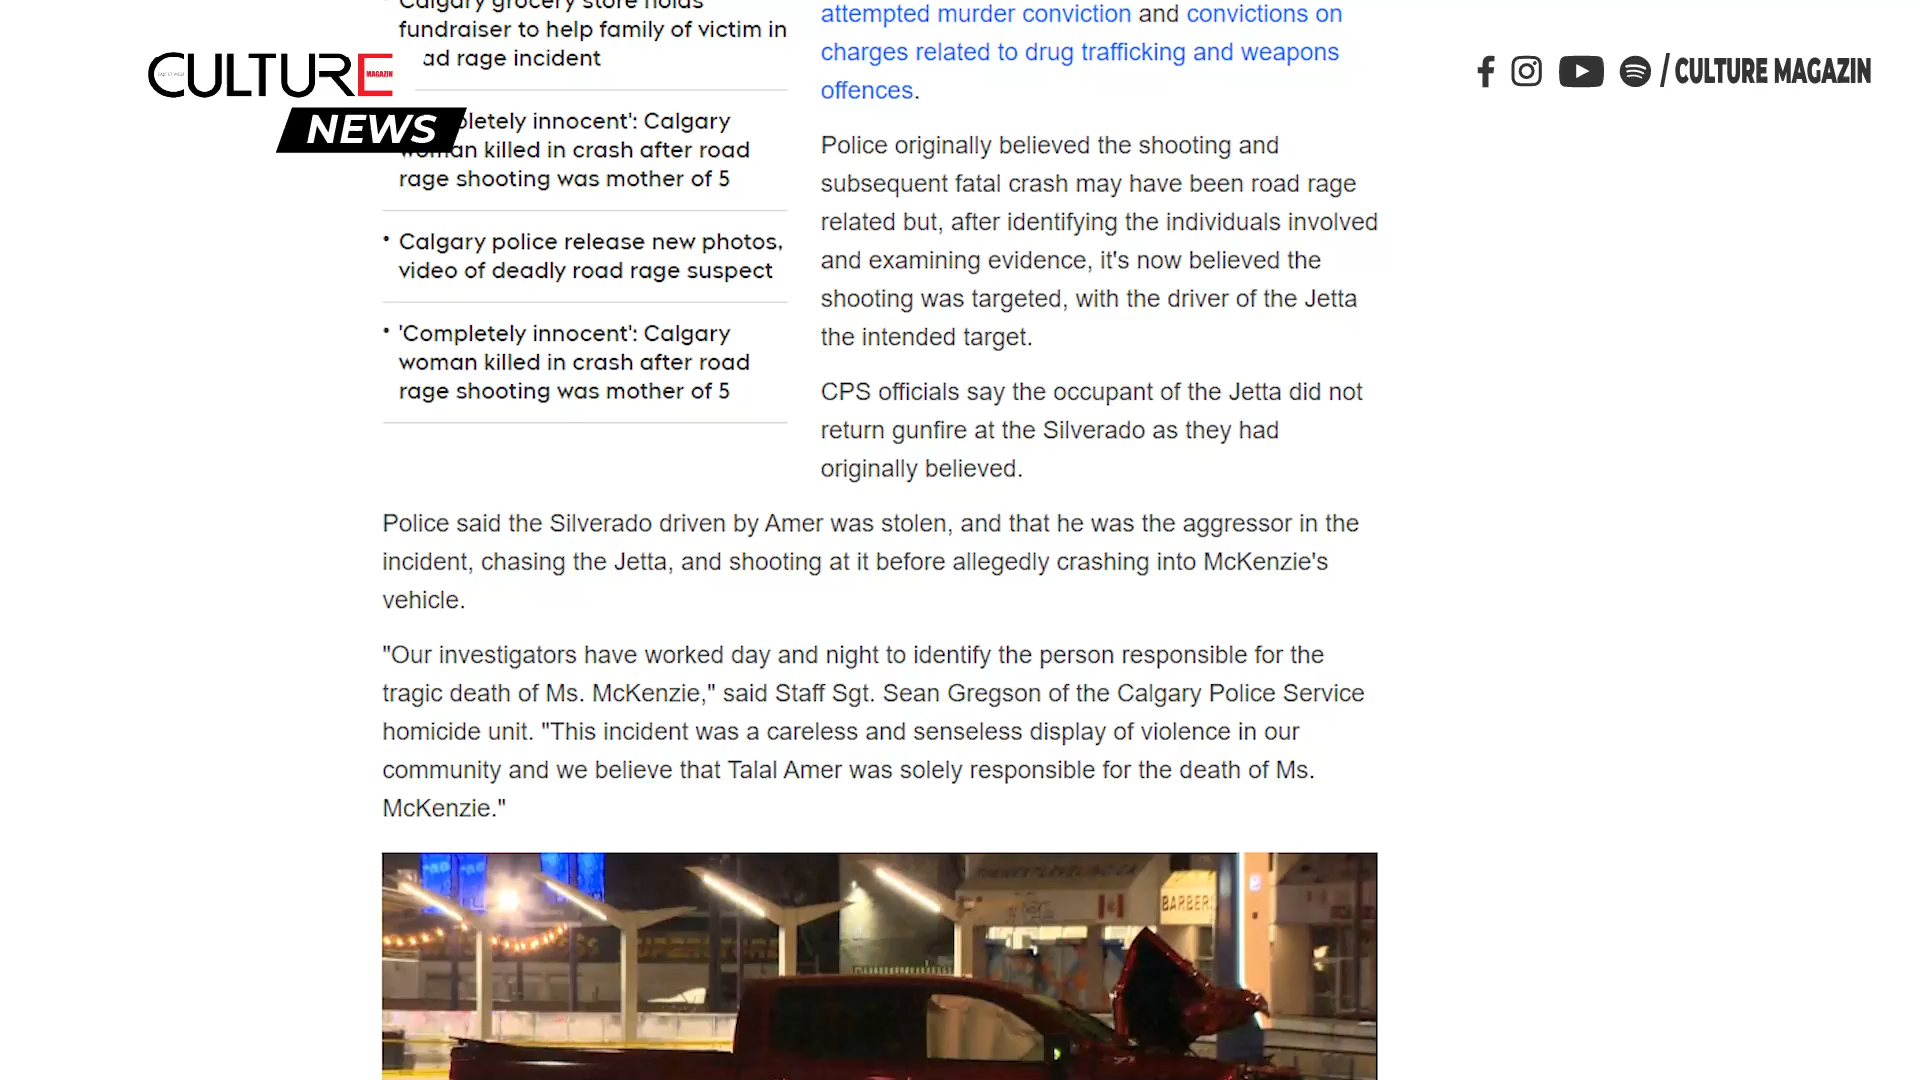 Calgary grocery store holds
fundraiser to help family of victim in
ad rage incident
pletely innocent': Calgary
woman killed in crash after road
rage shooting was mother of 5
• Calgary police release new photos,
video of deadly road rage suspect
• 'Completely innocent': Calgary
woman killed in crash after road
rage shooting was mother of 5
CULTURE
MAGAZIN
NEWS
/ CULTURE MAGAZIN
attempted murder conviction and convictions on
charges related to drug trafficking and weapons
offences.
Police originally believed the shooting and
subsequent fatal crash may have been road rage
related but, after identifying the individuals involved
and examining evidence, it's now believed the
shooting was targeted, with the driver of the Jetta
the intended target.
CPS officials say the occupant of the Jetta did not
return gunfire at the Silverado as they had
originally believed.
Police said the Silverado driven by Amer was stolen, and that he was the aggressor in the
incident, chasing the Jetta, and shooting at it before allegedly crashing into McKenzie's
vehicle.
"Our investigators have worked day and night to identify the person responsible for the
tragic death of Ms. McKenzie," said Staff Sgt. Sean Gregson of the Calgary Police Service
homicide unit. "This incident was a careless and senseless display of violence in our
community and we believe that Talal Amer was solely responsible for the death of Ms.
McKenzie."
BARBER